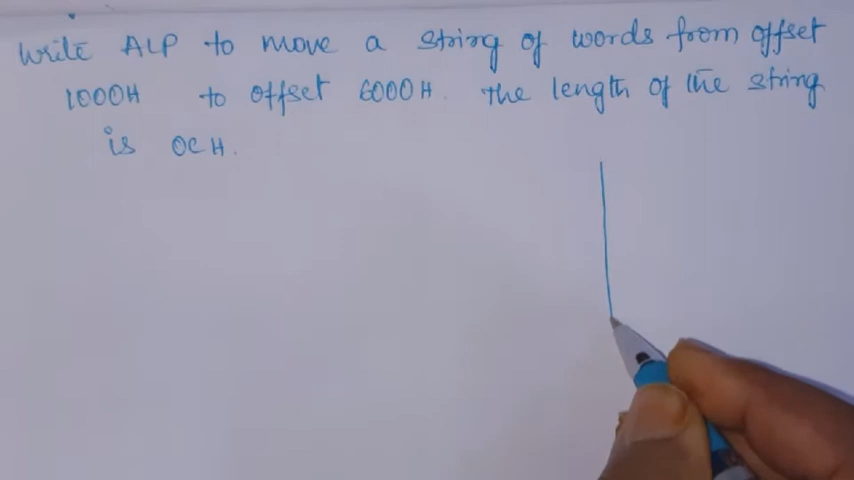 Write ALP to move a string of words from offset
1000H to offset 6000H. The length of the string
is 0CH.